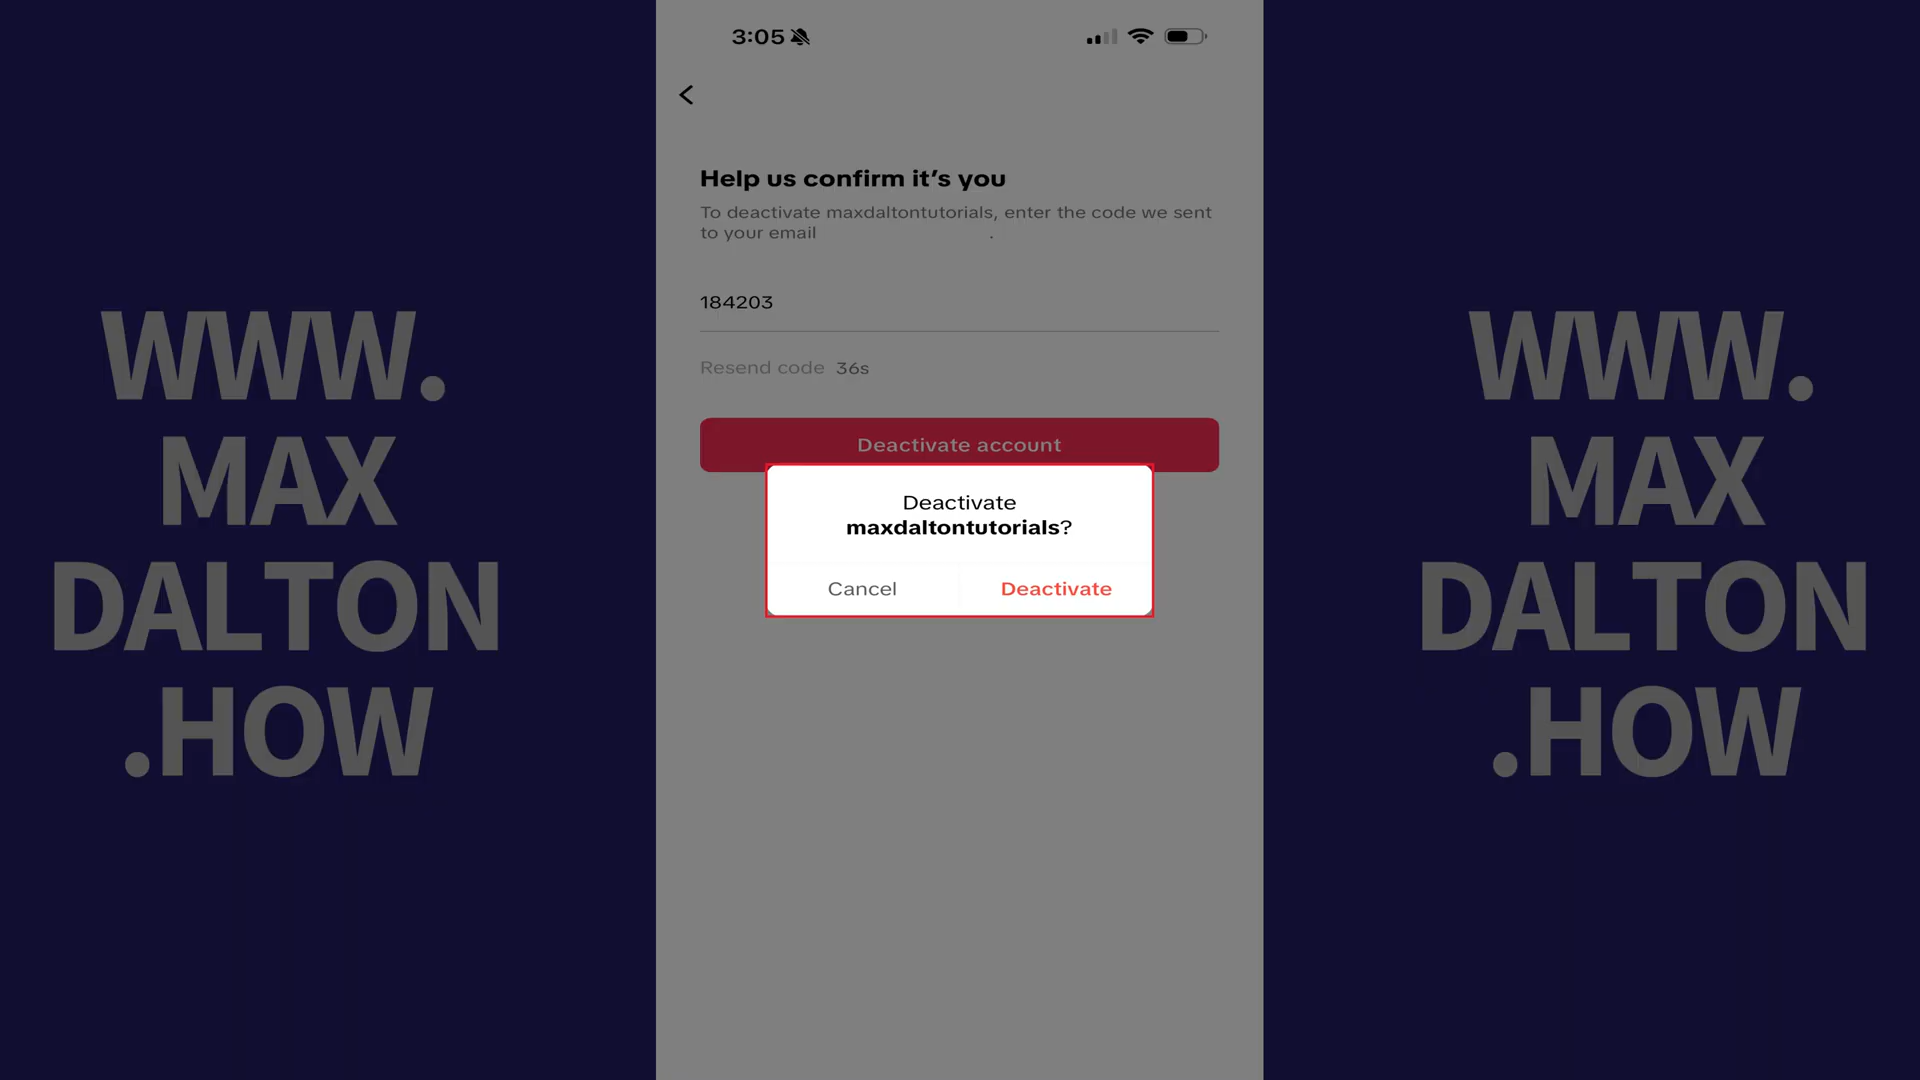 3:05
Help us confirm it's you
To deactivate maxdaltontutorials, enter the code we sent
to your email .
184203
Resend code 36s
Deactivate account
Deactivate
maxdaltontutorials?
Cancel Deactivate
WWW.
MAX
DALTON
.HOW
WWW.
MAX
DALTON
.HOW